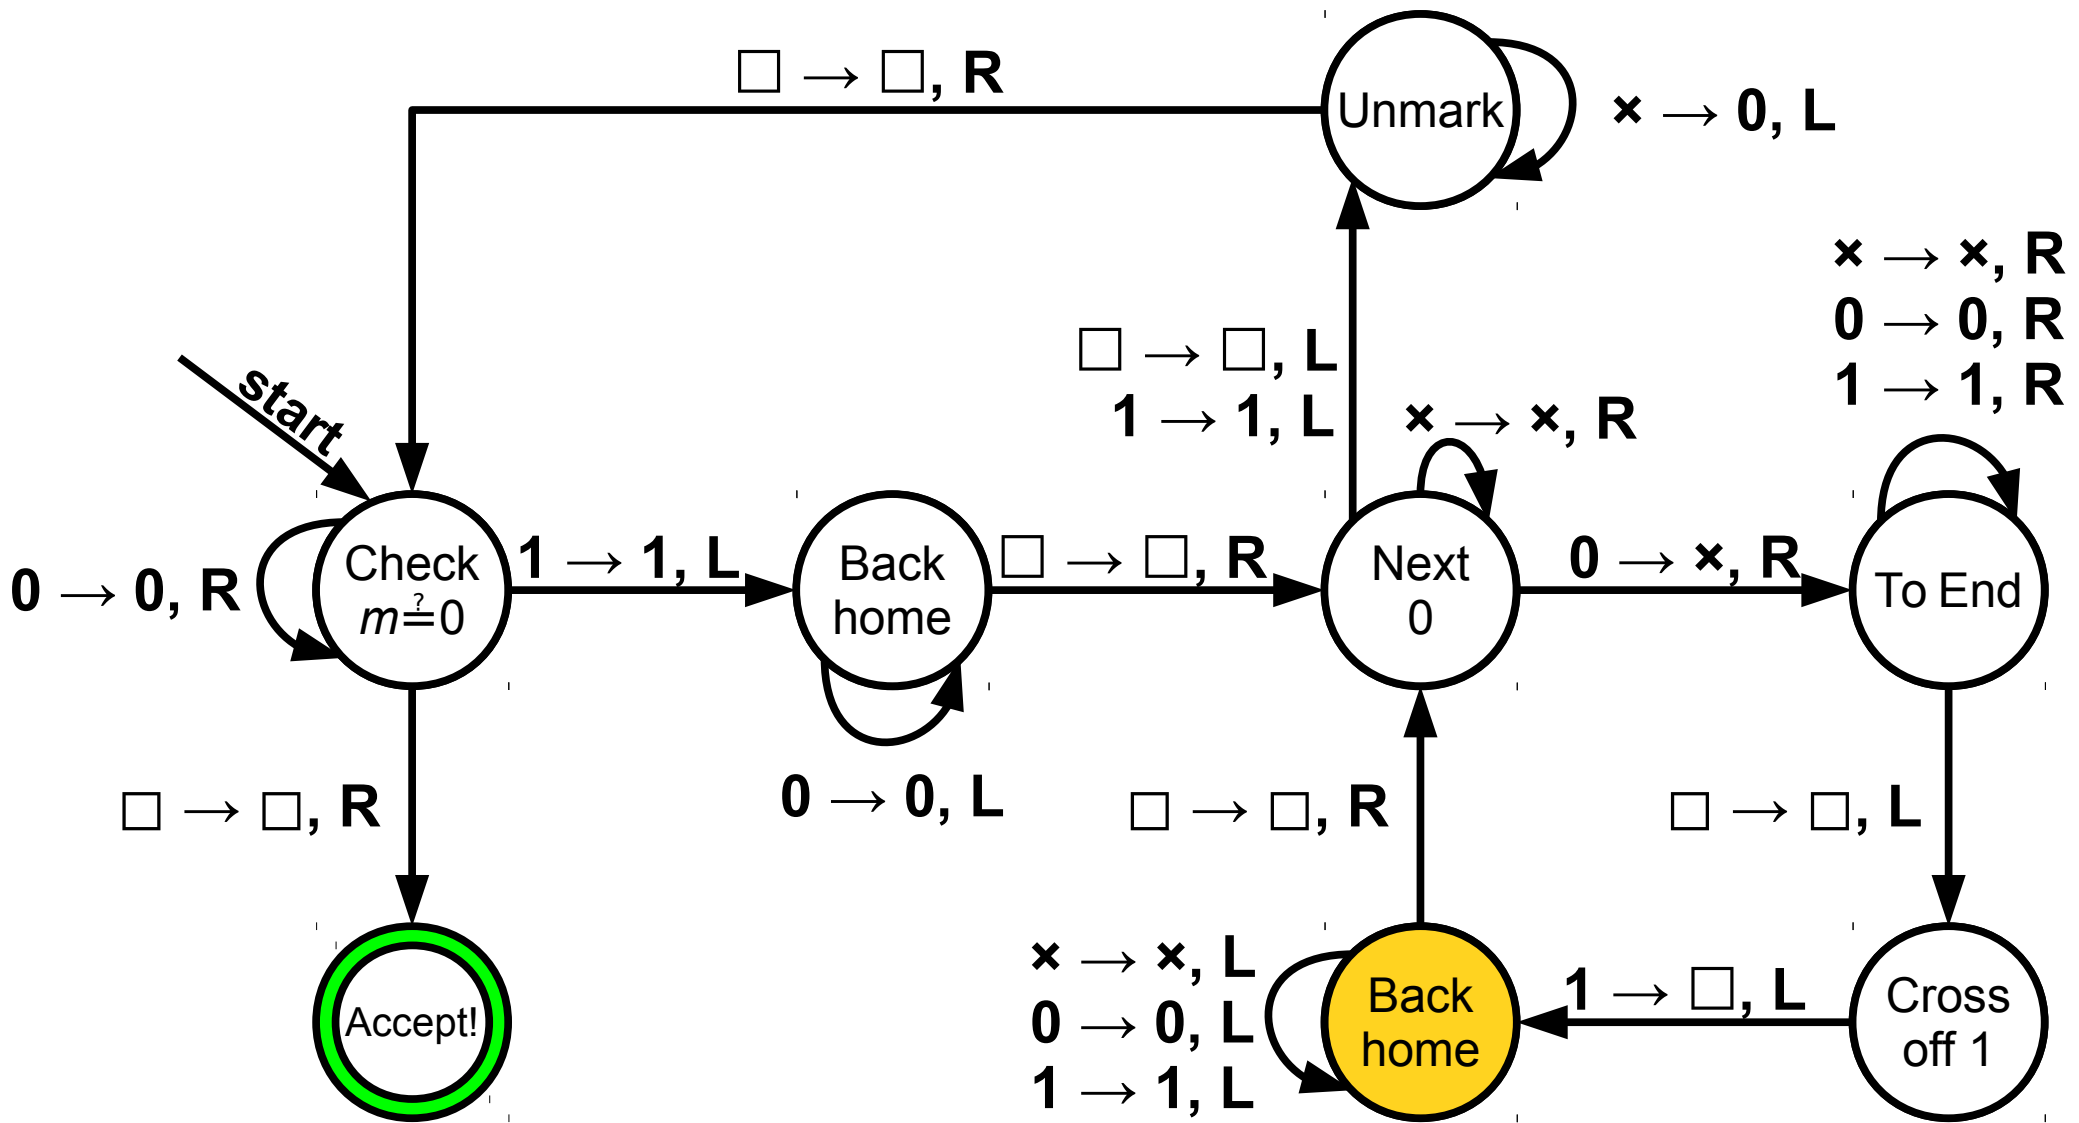 □ → □, R
Unmark
× → 0, L
× → ×, R
0 → 0, R
1 → 1, R
□ → □, L
1 → 1, L
× → ×, R
start
0 → 0, R
Check
m≟0
1 → 1, L
Back
home
□ → □, R
Next
0
0 → ×, R
To End
0 → 0, L
□ → □, R
□ → □, R
□ → □, L
Accept!
× → ×, L
0 → 0, L
1 → 1, L
Back
home
1 → □, L
Cross
off 1